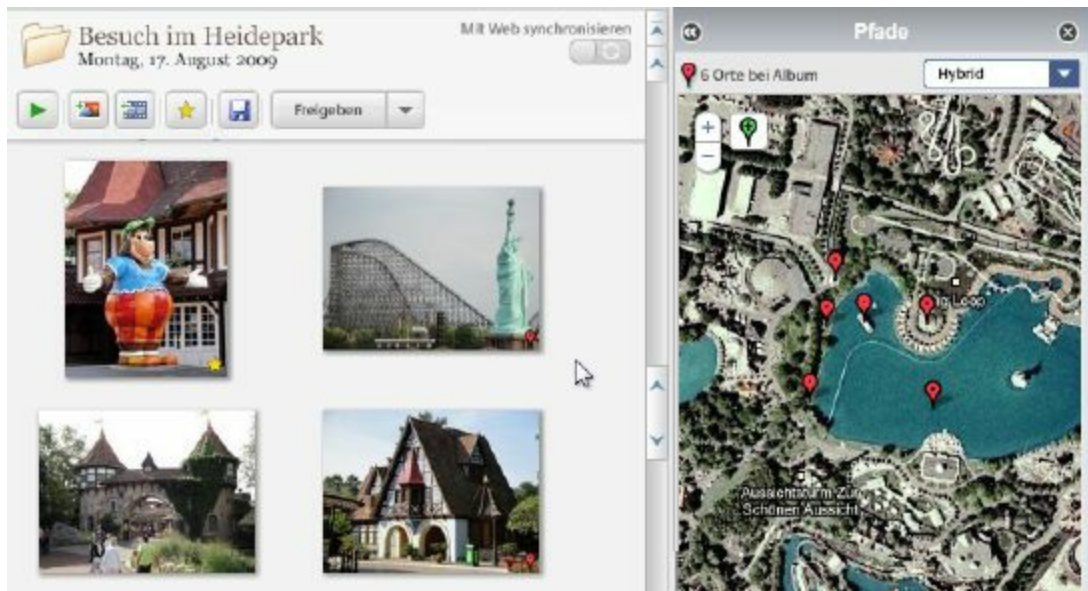 Besuch im Heidepark
Montag, 17. August 2009
Mit Web synchronisieren
Freigeben
Pfade
6 Orte bei Album
Hybrid
Loop
Aussichtsturm Zur
Schönen Aussicht